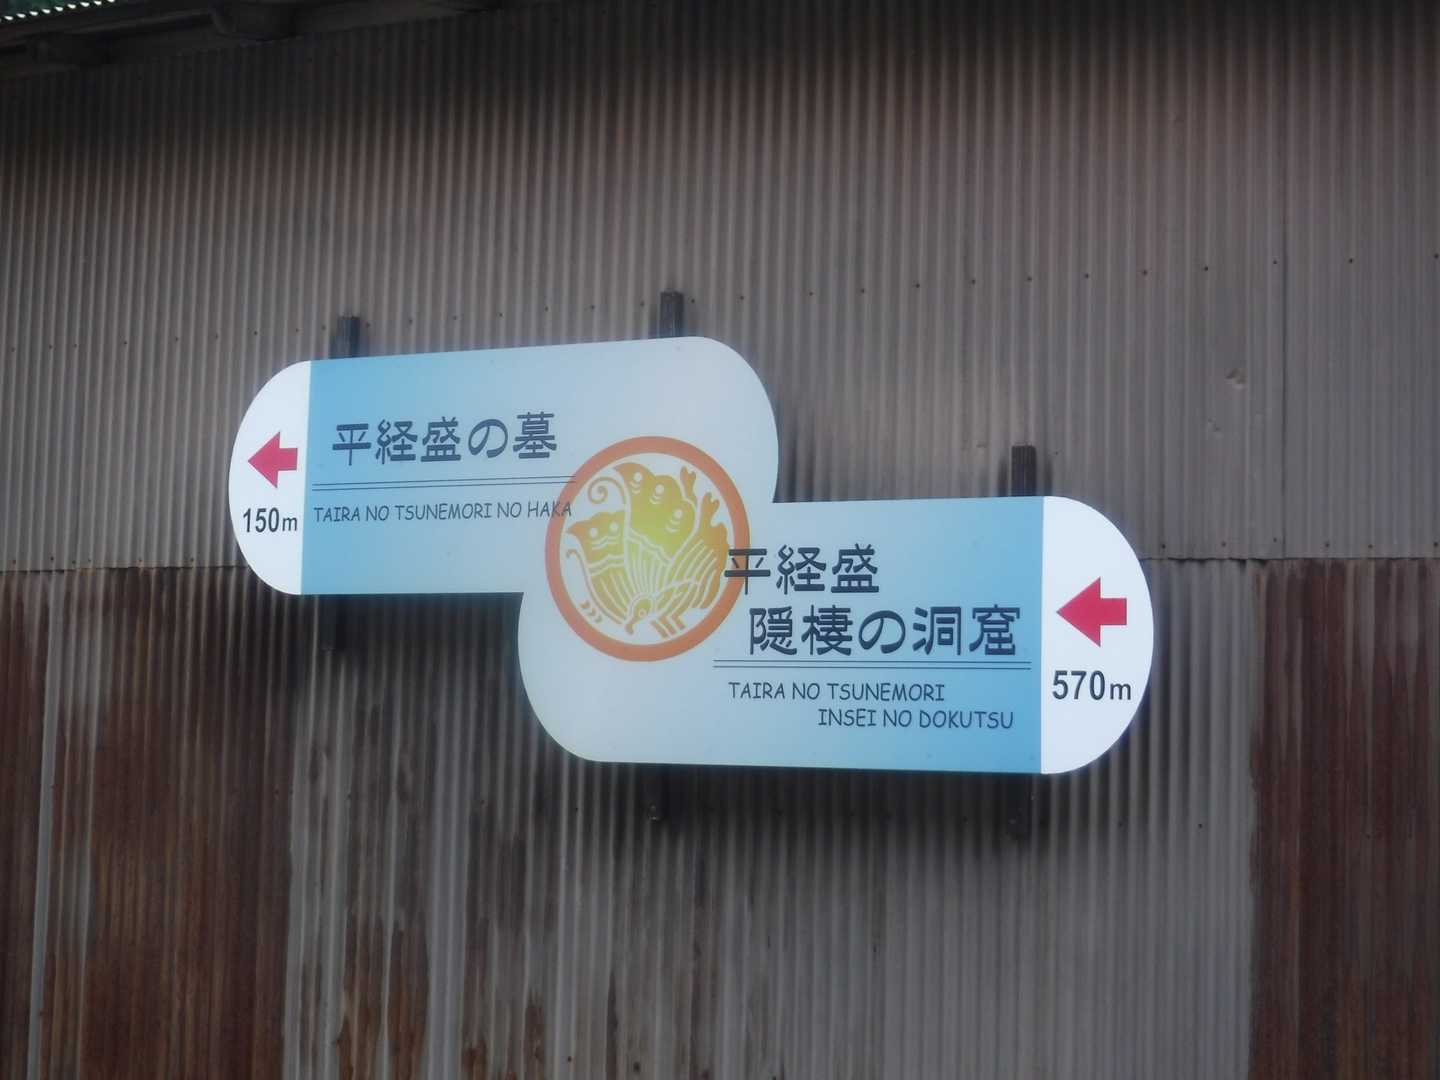 平経盛の墓
TAIRA NO TSUNEMORI NO HAKA
150m
平経盛
隠棲の洞窟
TAIRA NO TSUNEMORI
INSEI NO DOKUTSU
570m